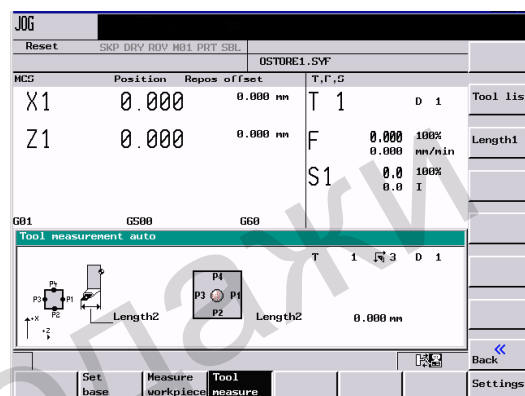 JOG
Reset SKP DRY ROV M01 PRT SBL
OSTORE1.SYF
MCS Position Repos offset T,F,S
X1 0.000 0.000 mm T 1 D 1
Tool lis
Z1 0.000 0.000 mm F 0.000 100%
0.000 mm/min
Length1
S1 0.0 100%
0.0 I
G01 G500 G60
Tool measurement auto
T 1 3 D 1
P4
P3 P1
P2
+X
+Z
Length2
P4
P3 P1
P2
Length2 0.000 mm
« Back
Set base
Measure workpiece
Tool measure
Settings